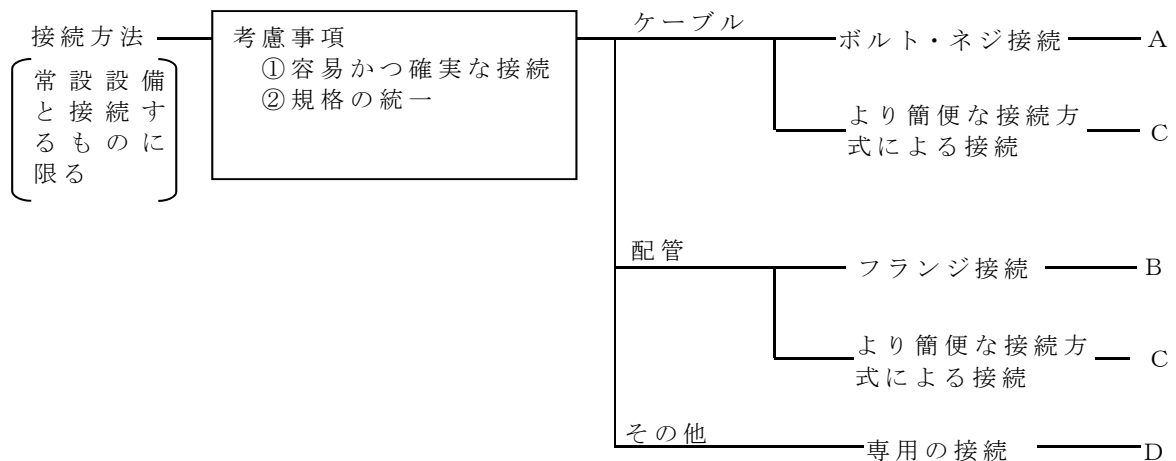 接続方法
常設設備
と接続す
るものに
限る
考慮事項
①容易かつ確実な接続
②規格の統一
ケーブル
ボルト・ネジ接続
A
より簡便な接続方
式による接続
C
配管
フランジ接続
B
より簡便な接続方
式による接続
C
その他
専用の接続
D